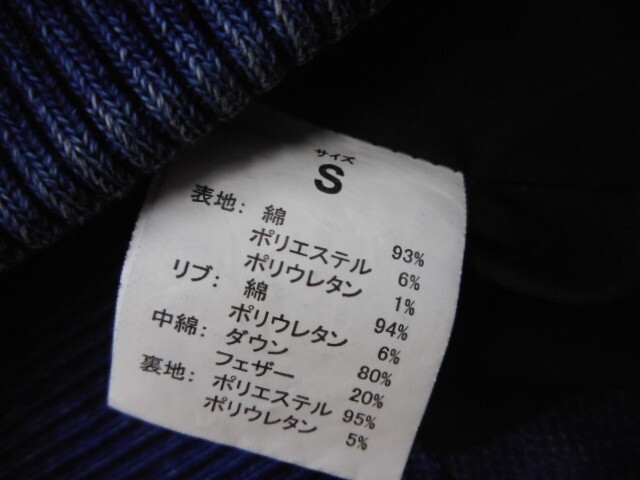 サイズ
S
表地: 綿 93%
ポリエステル 6%
ポリウレタン 1%
リブ: 綿 94%
ポリウレタン 6%
中綿: ダウン 80%
フェザー 20%
裏地: ポリエステル 95%
ポリウレタン 5%